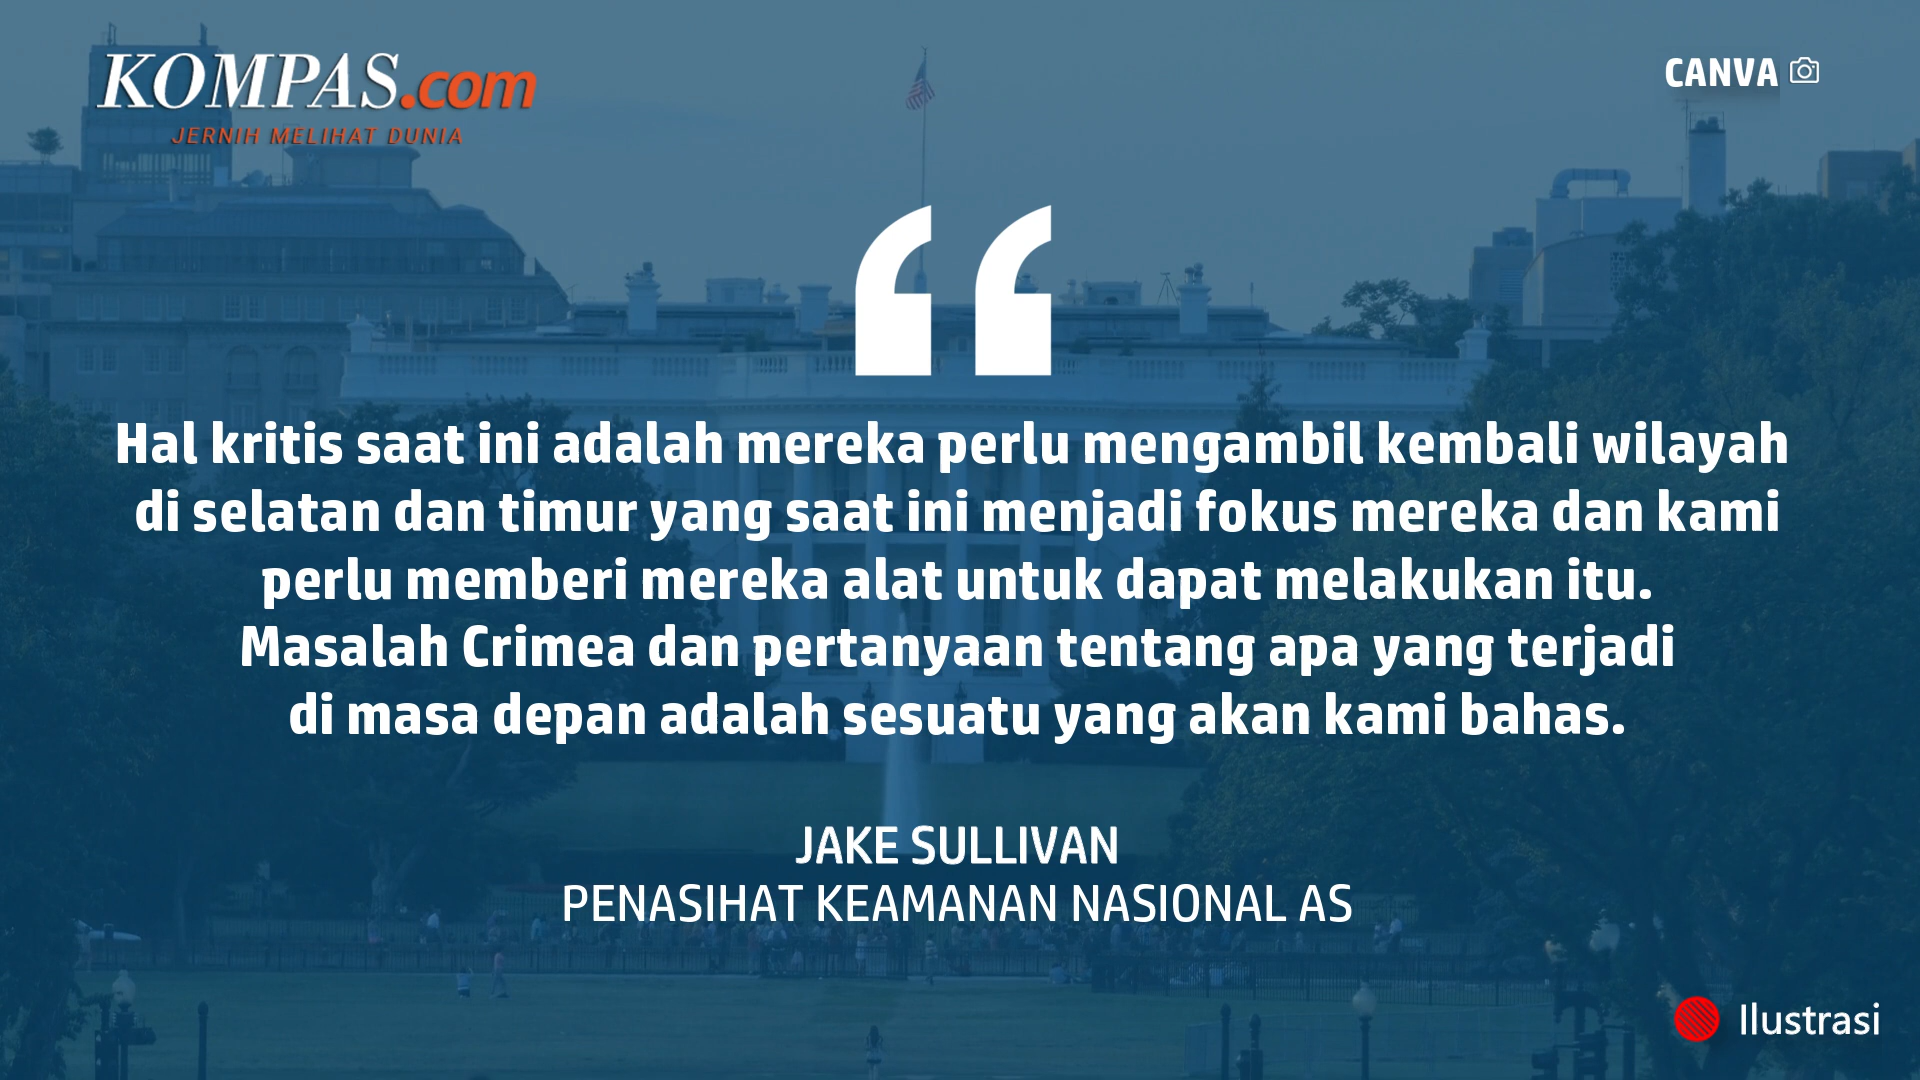 KOMPAS.com
JERNIH MELIHAT DUNIA
CANVA
Hal kritis saat ini adalah mereka perlu mengambil kembali wilayah
di selatan dan timur yang saat ini menjadi fokus mereka dan kami
perlu memberi mereka alat untuk dapat melakukan itu.
Masalah Crimea dan pertanyaan tentang apa yang terjadi
di masa depan adalah sesuatu yang akan kami bahas.
JAKE SULLIVAN
PENASIHAT KEAMANAN NASIONAL AS
Ilustrasi